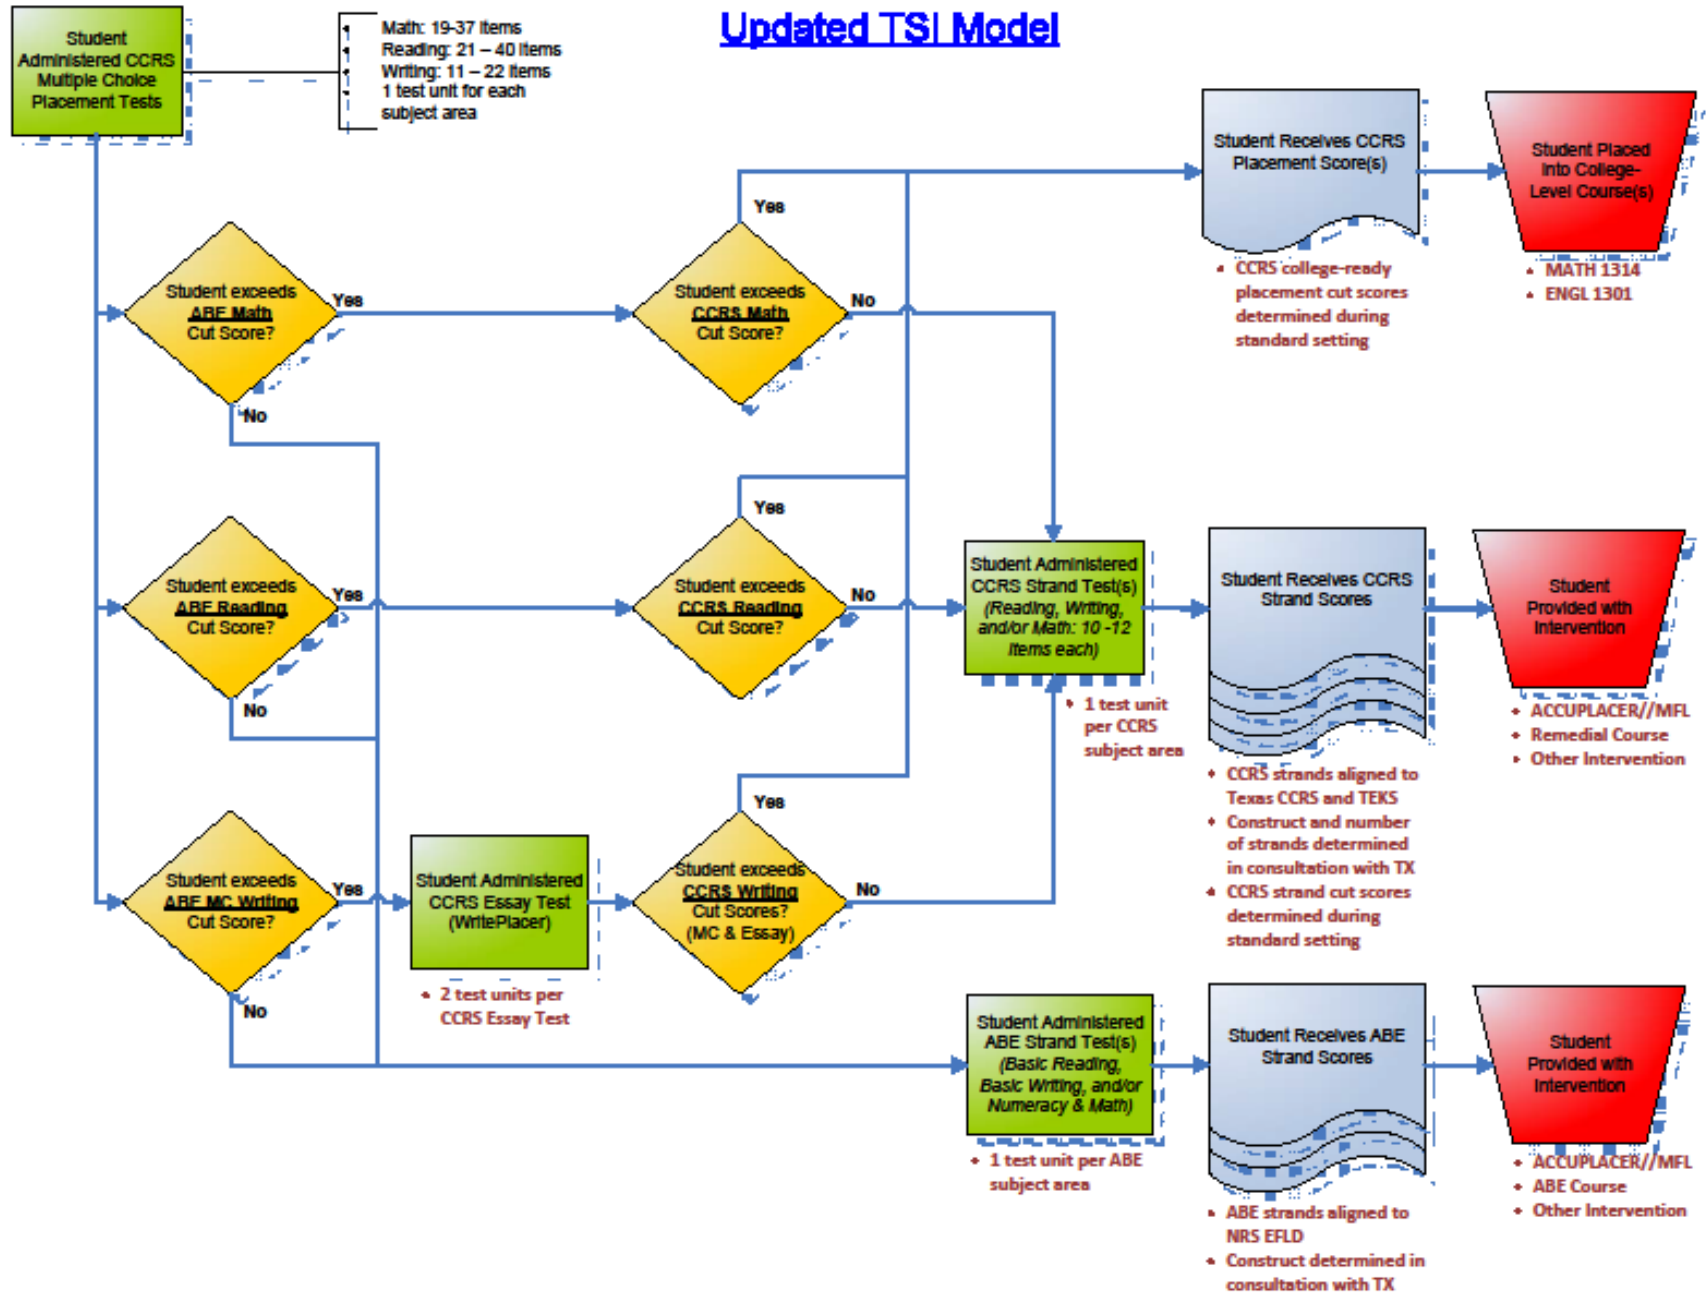 Updated TSI Model
Student
Administered CCRS
Multiple Choice
Placement Tests
Math: 19-37 Items
Reading: 21 – 40 Items
Writing: 11 – 22 Items
1 test unit for each
subject area
Student Receives CCRS
Placement Score(s)
Student Placed
Into College-
Level Course(s)
• CCRS college-ready
placement cut scores
determined during
standard setting
• MATH 1314
• ENGL 1301
Student exceeds
ABE Math
Cut Score?
Yes
No
Student exceeds
CCRS Math
Cut Score?
Yes
No
Student exceeds
ABE Reading
Cut Score?
Yes
No
Student exceeds
CCRS Reading
Cut Score?
Yes
No
Student Administered
CCRS Strand Test(s)
(Reading, Writing,
and/or Math: 10 -12
Items each)
• 1 test unit
per CCRS
subject area
Student Receives CCRS
Strand Scores
• CCRS strands aligned to
Texas CCRS and TEKS
• Construct and number
of strands determined
in consultation with TX
• CCRS strand cut scores
determined during
standard setting
Student
Provided with
Intervention
• ACCUPLACER//MFL
• Remedial Course
• Other Intervention
Student exceeds
ABE MC Writing
Cut Score?
Yes
No
Student Administered
CCRS Essay Test
(WritePlacer)
• 2 test units per
CCRS Essay Test
Student exceeds
CCRS Writing
Cut Scores?
(MC & Essay)
Yes
No
Student Administered
ABE Strand Test(s)
(Basic Reading,
Basic Writing, and/or
Numeracy & Math)
• 1 test unit per ABE
subject area
Student Receives ABE
Strand Scores
• ABE strands aligned to
NRS EFLD
• Construct determined in
consultation with TX
Student
Provided with
Intervention
• ACCUPLACER//MFL
• ABE Course
• Other Intervention